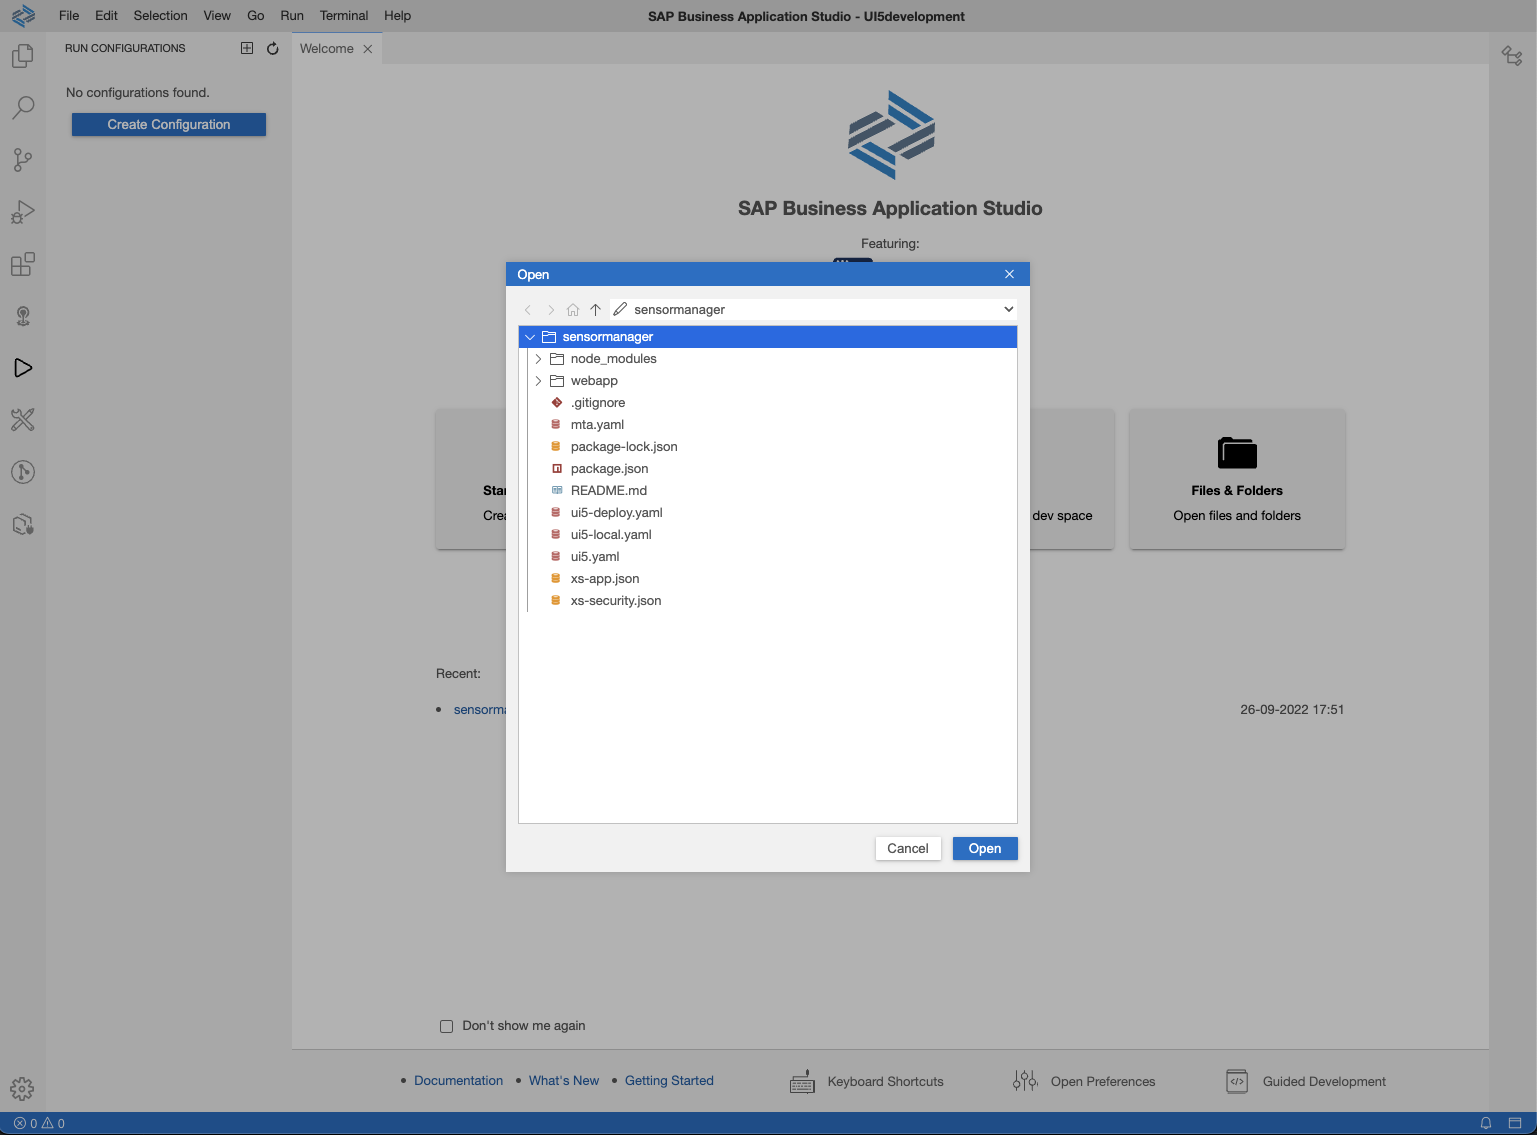 File Edit Selection View Go Run Terminal Help
SAP Business Application Studio - UI5development
RUN CONFIGURATIONS
Welcome
No configurations found.
Create Configuration
SAP Business Application Studio
Featuring:
Open
sensormanager
sensormanager
node_modules
webapp
.gitignore
mta.yaml
package-lock.json
package.json
README.md
ui5-deploy.yaml
ui5-local.yaml
ui5.yaml
xs-app.json
xs-security.json
Cancel
Open
dev space
Files & Folders
Open files and folders
Recent:
26-09-2022 17:51
Don't show me again
Documentation
What's New
Getting Started
Keyboard Shortcuts
Open Preferences
Guided Development
0 0